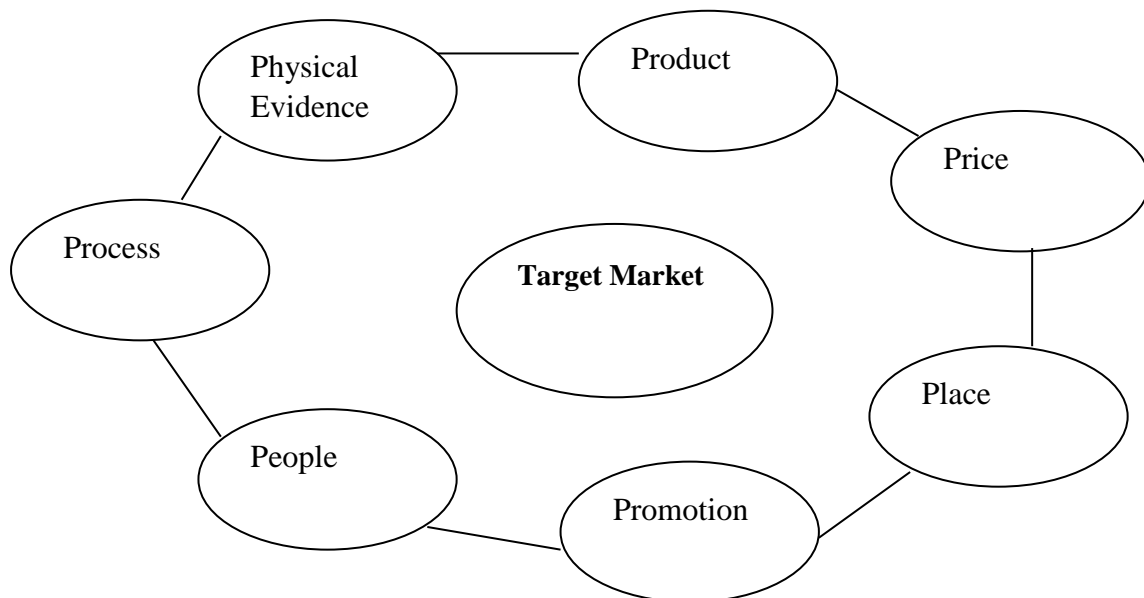 Physical
Evidence
Product
Price
Process
Target Market
Place
People
Promotion